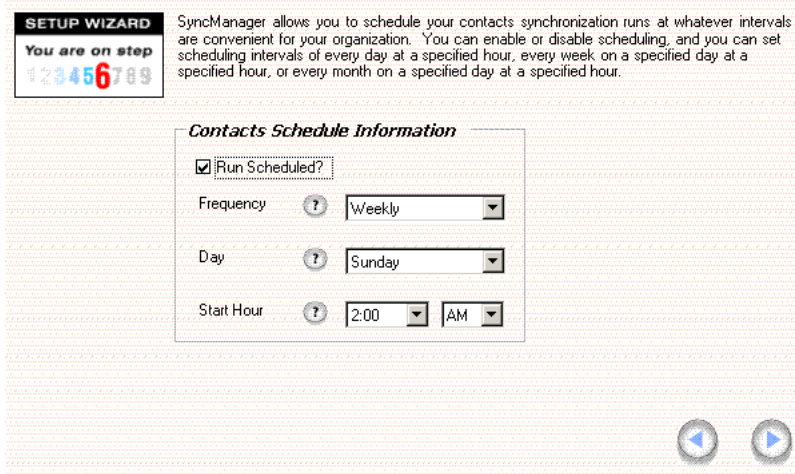 SETUP WIZARD
You are on step
123456789
SyncManager allows you to schedule your contacts synchronization runs at whatever intervals
are convenient for your organization. You can enable or disable scheduling, and you can set
scheduling intervals of every day at a specified hour, every week on a specified day at a
specified hour, or every month on a specified day at a specified hour.
Contacts Schedule Information
Run Scheduled?
Frequency ? Weekly
Day ? Sunday
Start Hour ? 2:00 AM